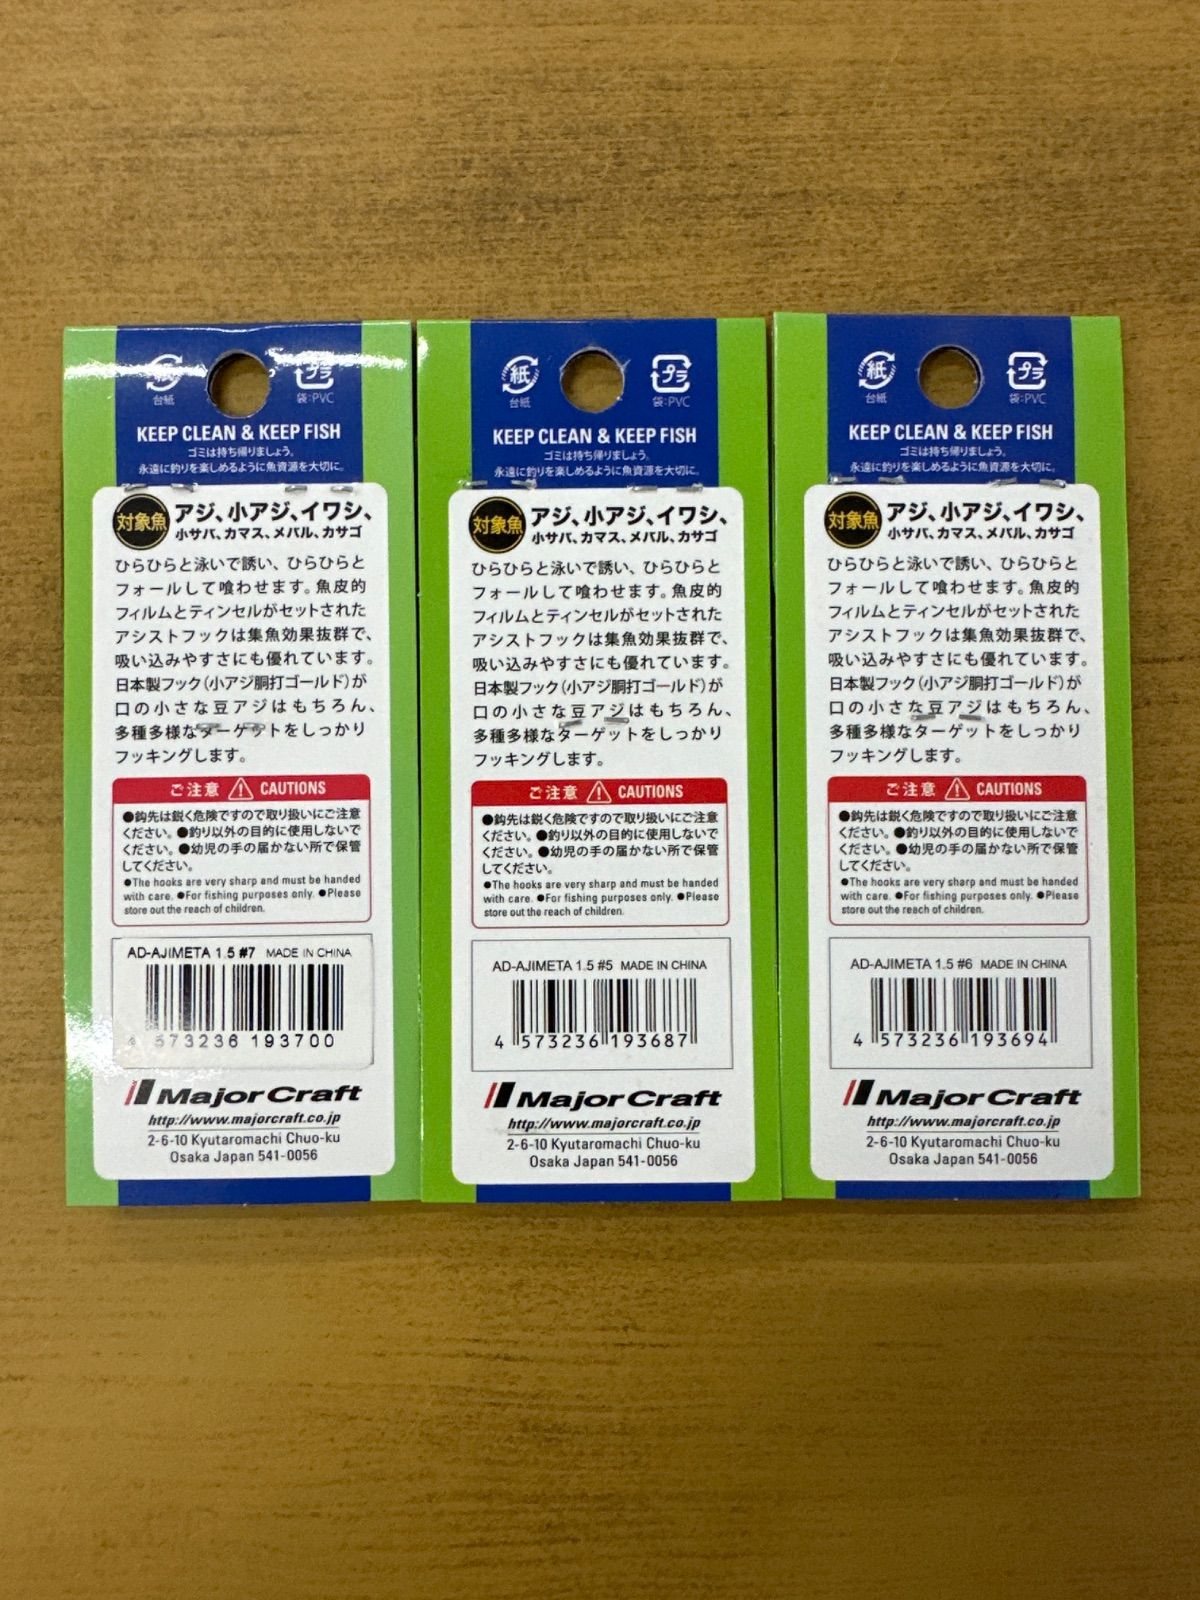 台紙
袋:PVC
KEEP CLEAN & KEEP FISH
ゴミは持ち帰りましょう。
永遠に釣りを楽しめるように魚資源を大切に。
対象魚
アジ、小アジ、イワシ、
小サバ、カマス、メバル、カサゴ
ひらひらと泳いで誘い、ひらひらと
フォールして喰わせます。魚皮的
フィルムとティンセルがセットされた
アシストフックは集魚効果抜群で、
吸い込みやすさにも優れています。
日本製フック(小アジ胴打ゴールド)が
口の小さな豆アジはもちろん、
多種多様なターゲットをしっかり
フッキングします。
ご注意 CAUTIONS
●鈎先は鋭く危険ですので取り扱いにご注意
ください。●釣り以外の目的に使用しないで
ください。●幼児の手の届かない所で保管
してください。
●The hooks are very sharp and must be handed
with care. ●For fishing purposes only. ●Please
store out the reach of children.
AD-AJIMETA 1.5 #7 MADE IN CHINA
4 573236 193700
Major Craft
http://www.majorcraft.co.jp
2-6-10 Kyutaromachi Chuo-ku
Osaka Japan 541-0056
紙
台紙
プラ
袋:PVC
KEEP CLEAN & KEEP FISH
ゴミは持ち帰りましょう。
永遠に釣りを楽しめるように魚資源を大切に。
対象魚
アジ、小アジ、イワシ、
小サバ、カマス、メバル、カサゴ
ひらひらと泳いで誘い、ひらひらと
フォールして喰わせます。魚皮的
フィルムとティンセルがセットされた
アシストフックは集魚効果抜群で、
吸い込みやすさにも優れています。
日本製フック(小アジ胴打ゴールド)が
口の小さな豆アジはもちろん、
多種多様なターゲットをしっかり
フッキングします。
ご注意 CAUTIONS
●鈎先は鋭く危険ですので取り扱いにご注意
ください。●釣り以外の目的に使用しないで
ください。●幼児の手の届かない所で保管
してください。
●The hooks are very sharp and must be handed
with care. ●For fishing purposes only. ●Please
store out the reach of children.
AD-AJIMETA 1.5 #5 MADE IN CHINA
4 573236 193687
Major Craft
http://www.majorcraft.co.jp
2-6-10 Kyutaromachi Chuo-ku
Osaka Japan 541-0056
紙
台紙
プラ
袋:PVC
KEEP CLEAN & KEEP FISH
ゴミは持ち帰りましょう。
永遠に釣りを楽しめるように魚資源を大切に。
対象魚
アジ、小アジ、イワシ、
小サバ、カマス、メバル、カサゴ
ひらひらと泳いで誘い、ひらひらと
フォールして喰わせます。魚皮的
フィルムとティンセルがセットされた
アシストフックは集魚効果抜群で、
吸い込みやすさにも優れています。
日本製フック(小アジ胴打ゴールド)が
口の小さな豆アジはもちろん、
多種多様なターゲットをしっかり
フッキングします。
ご注意 CAUTIONS
●鈎先は鋭く危険ですので取り扱いにご注意
ください。●釣り以外の目的に使用しないで
ください。●幼児の手の届かない所で保管
してください。
●The hooks are very sharp and must be handed
with care. ●For fishing purposes only. ●Please
store out the reach of children.
AD-AJIMETA 1.5 #6 MADE IN CHINA
4 573236 193694
Major Craft
http://www.majorcraft.co.jp
2-6-10 Kyutaromachi Chuo-ku
Osaka Japan 541-0056